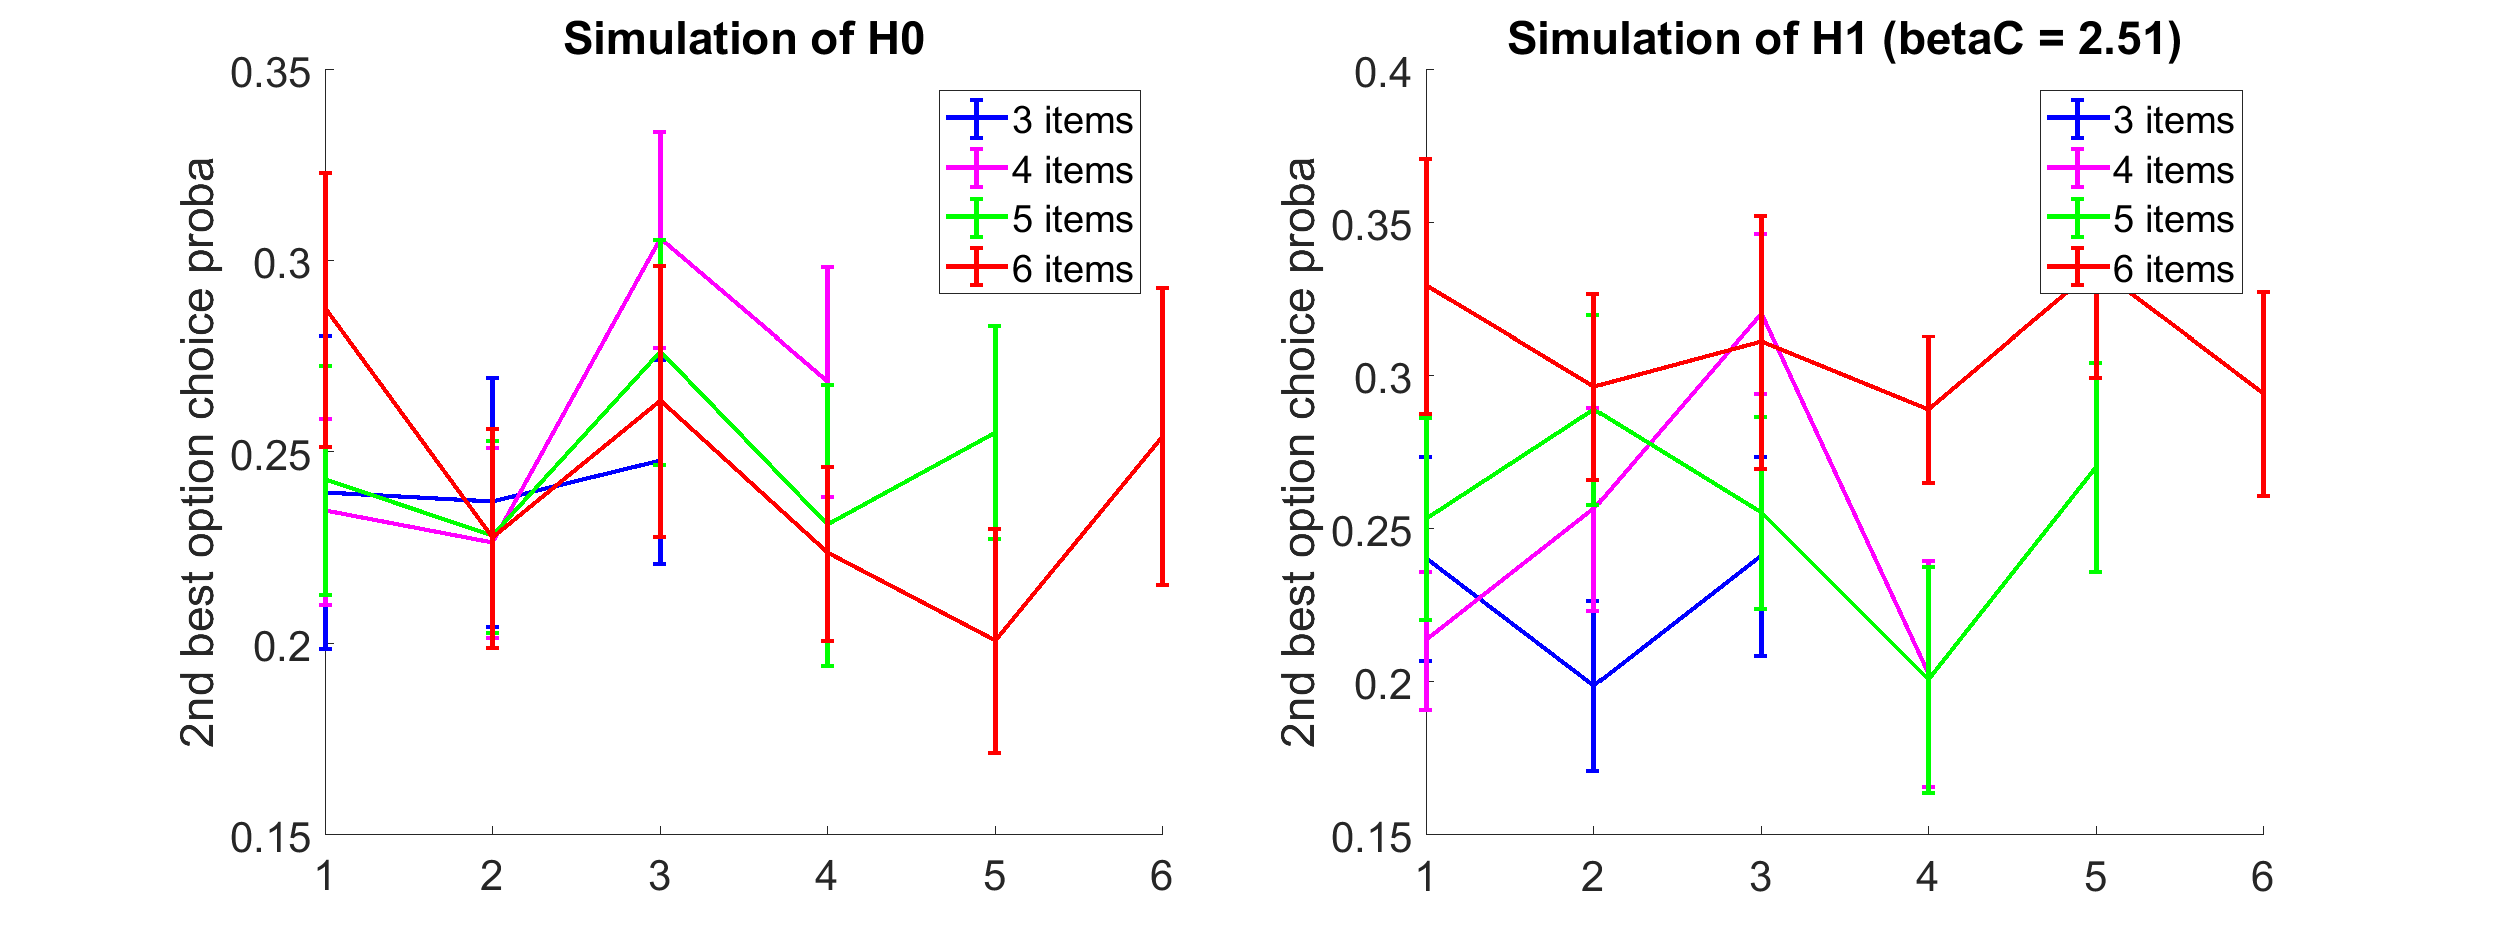 Simulation of H0
0.35
0.3
0.25
0.2
0.15
2nd best option choice proba
1 2 3 4 5 6
3 items
4 items
5 items
6 items
Simulation of H1 (betaC = 2.51)
0.4
0.35
0.3
0.25
0.2
0.15
2nd best option choice proba
1 2 3 4 5 6
3 items
4 items
5 items
6 items